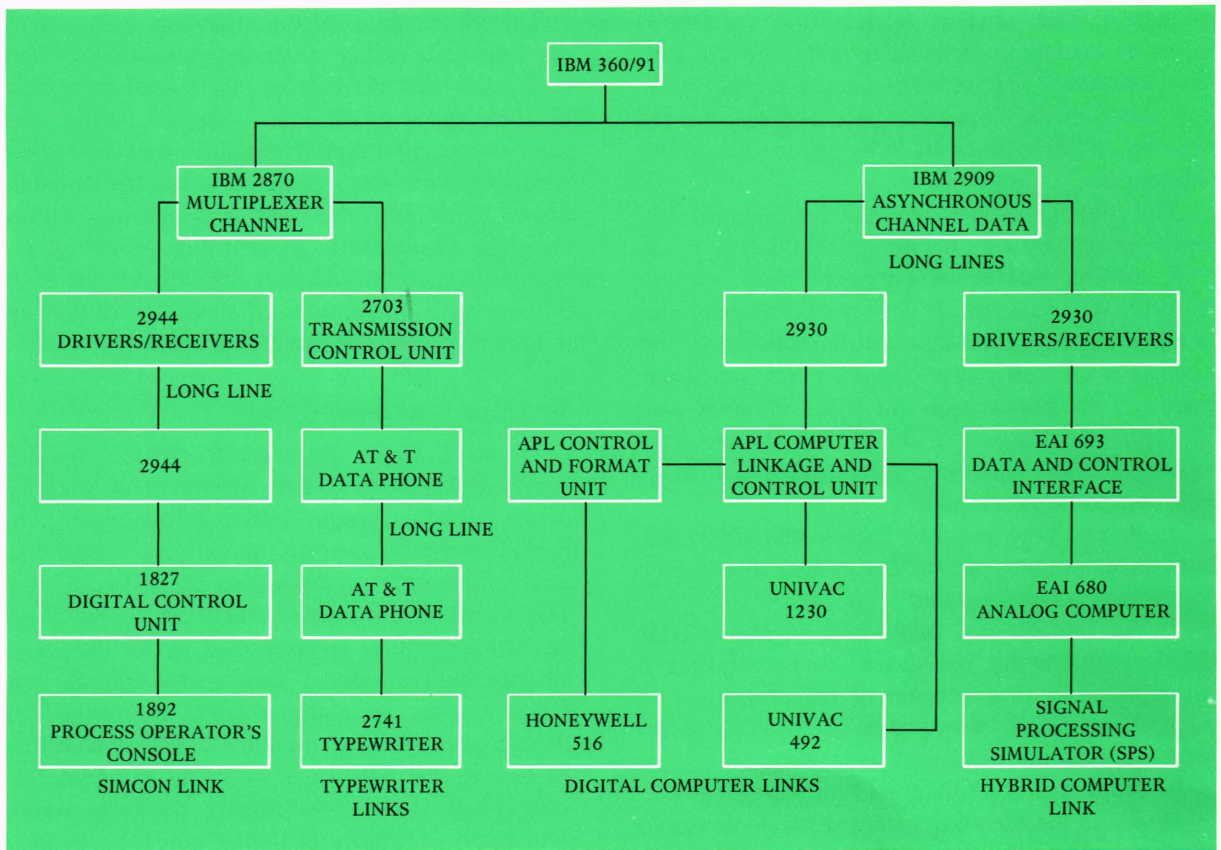 IBM 360/91
IBM 2870
MULTIPLEXER
CHANNEL
IBM 2909
ASYNCHRONOUS
CHANNEL DATA
LONG LINES
2944
DRIVERS/RECEIVERS
2703
TRANSMISSION
CONTROL UNIT
2930
2930
DRIVERS/RECEIVERS
LONG LINE
2944
AT & T
DATA PHONE
APL CONTROL
AND FORMAT
UNIT
APL COMPUTER
LINKAGE AND
CONTROL UNIT
EAI 693
DATA AND CONTROL
INTERFACE
LONG LINE
1827
DIGITAL CONTROL
UNIT
AT & T
DATA PHONE
UNIVAC
1230
EAI 680
ANALOG COMPUTER
1892
PROCESS OPERATOR'S
CONSOLE
2741
TYPEWRITER
HONEYWELL
516
UNIVAC
492
SIGNAL
PROCESSING
SIMULATOR (SPS)
SIMCON LINK
TYPEWRITER
LINKS
DIGITAL COMPUTER LINKS
HYBRID COMPUTER
LINK